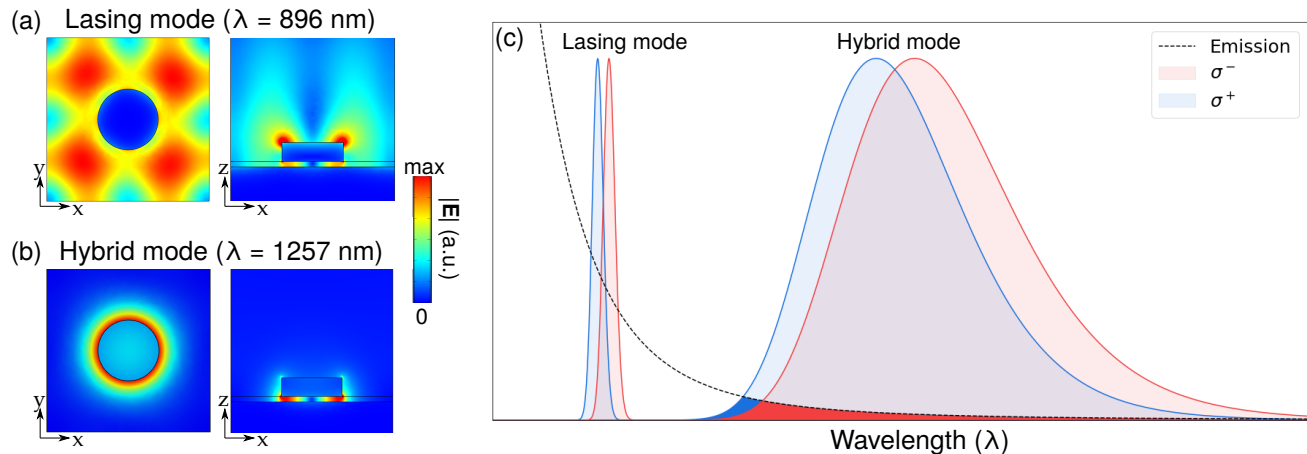 (a) Lasing mode (λ = 896 nm)
y
x
z
x
max
|E| (a.u.)
0
(b) Hybrid mode (λ = 1257 nm)
y
x
z
x
(c)
Lasing mode
Hybrid mode
Emission
σ⁻
σ⁺
Wavelength (λ)